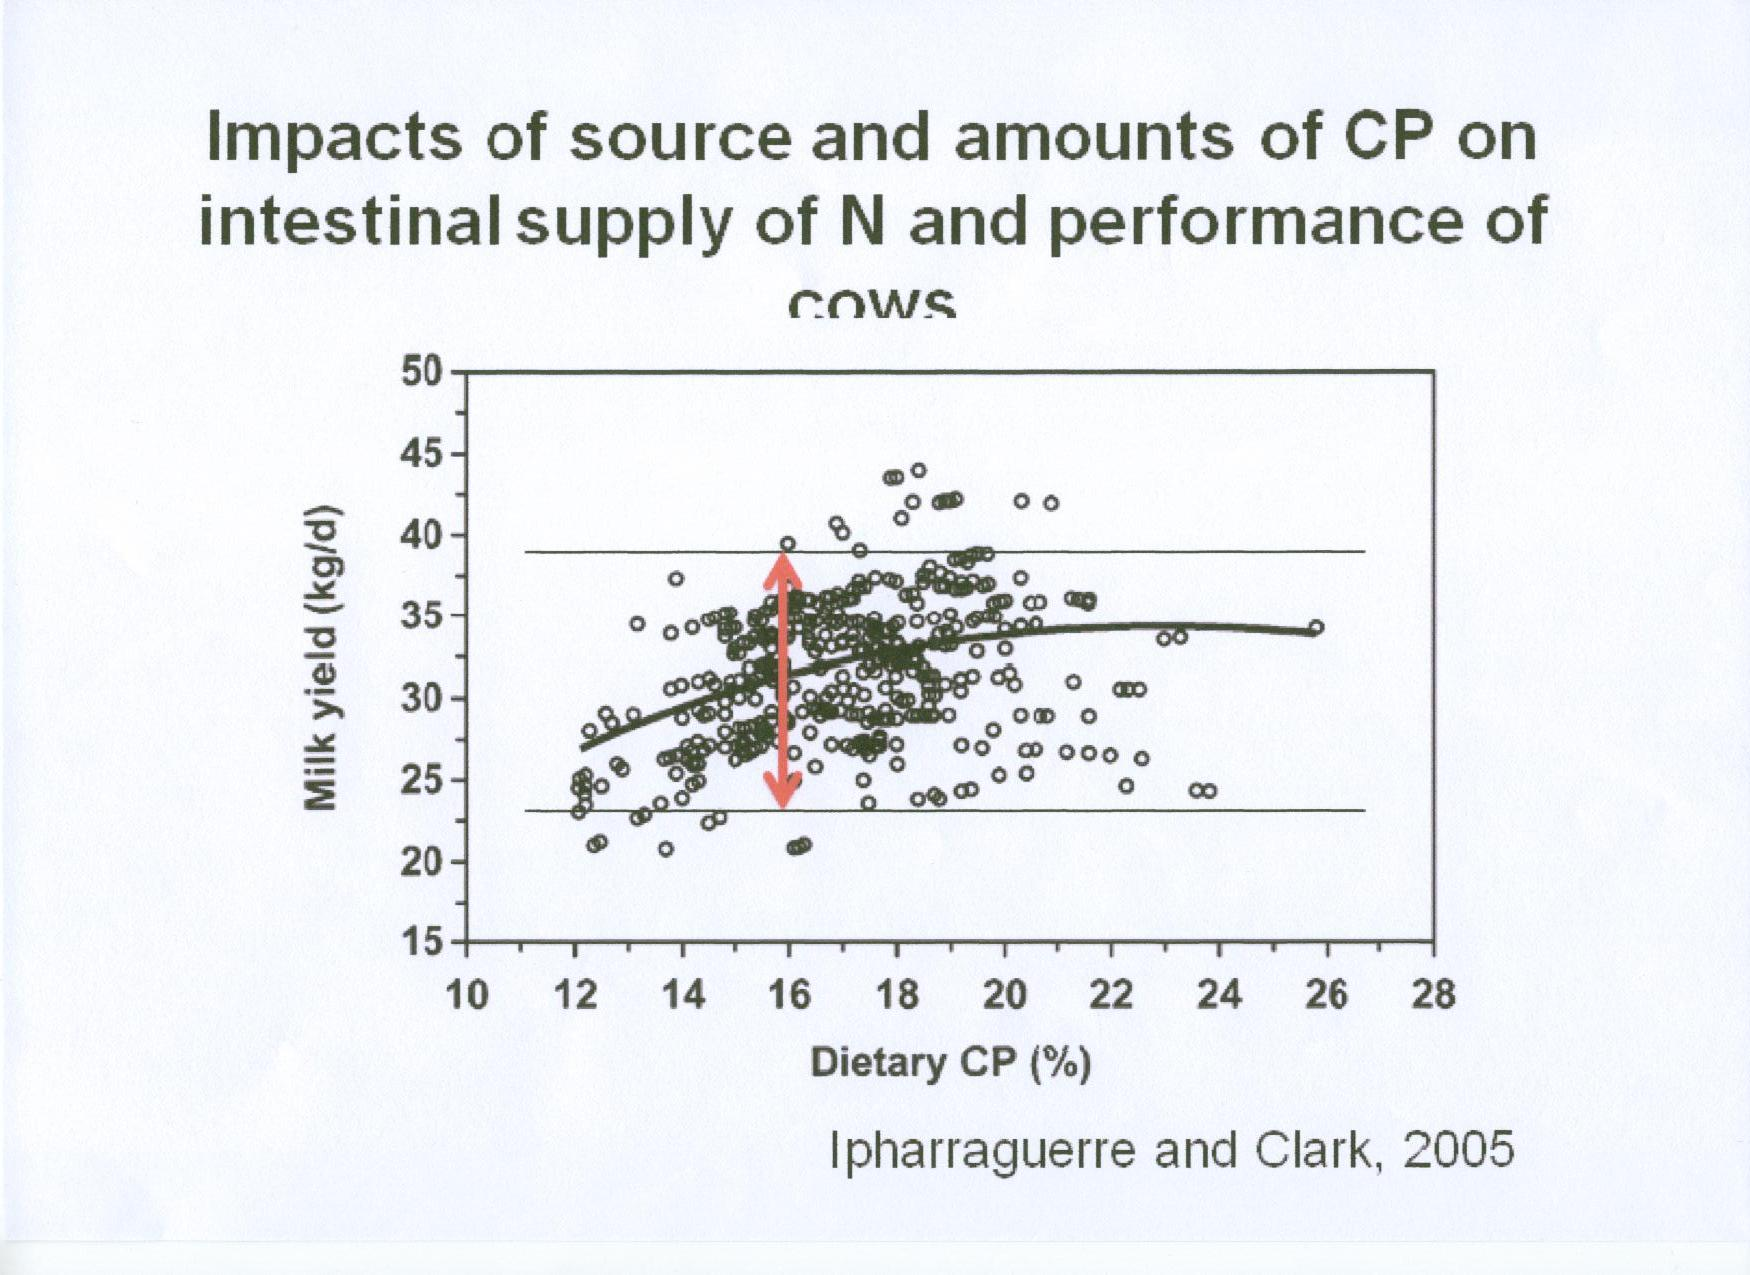 Impacts of source and amounts of CP on
intestinal supply of N and performance of
cows
50
45
40
35
30
25
20
15
Milk yield (kg/d)
10 12 14 16 18 20 22 24 26 28
Dietary CP (%)
Ipharraguerre and Clark, 2005